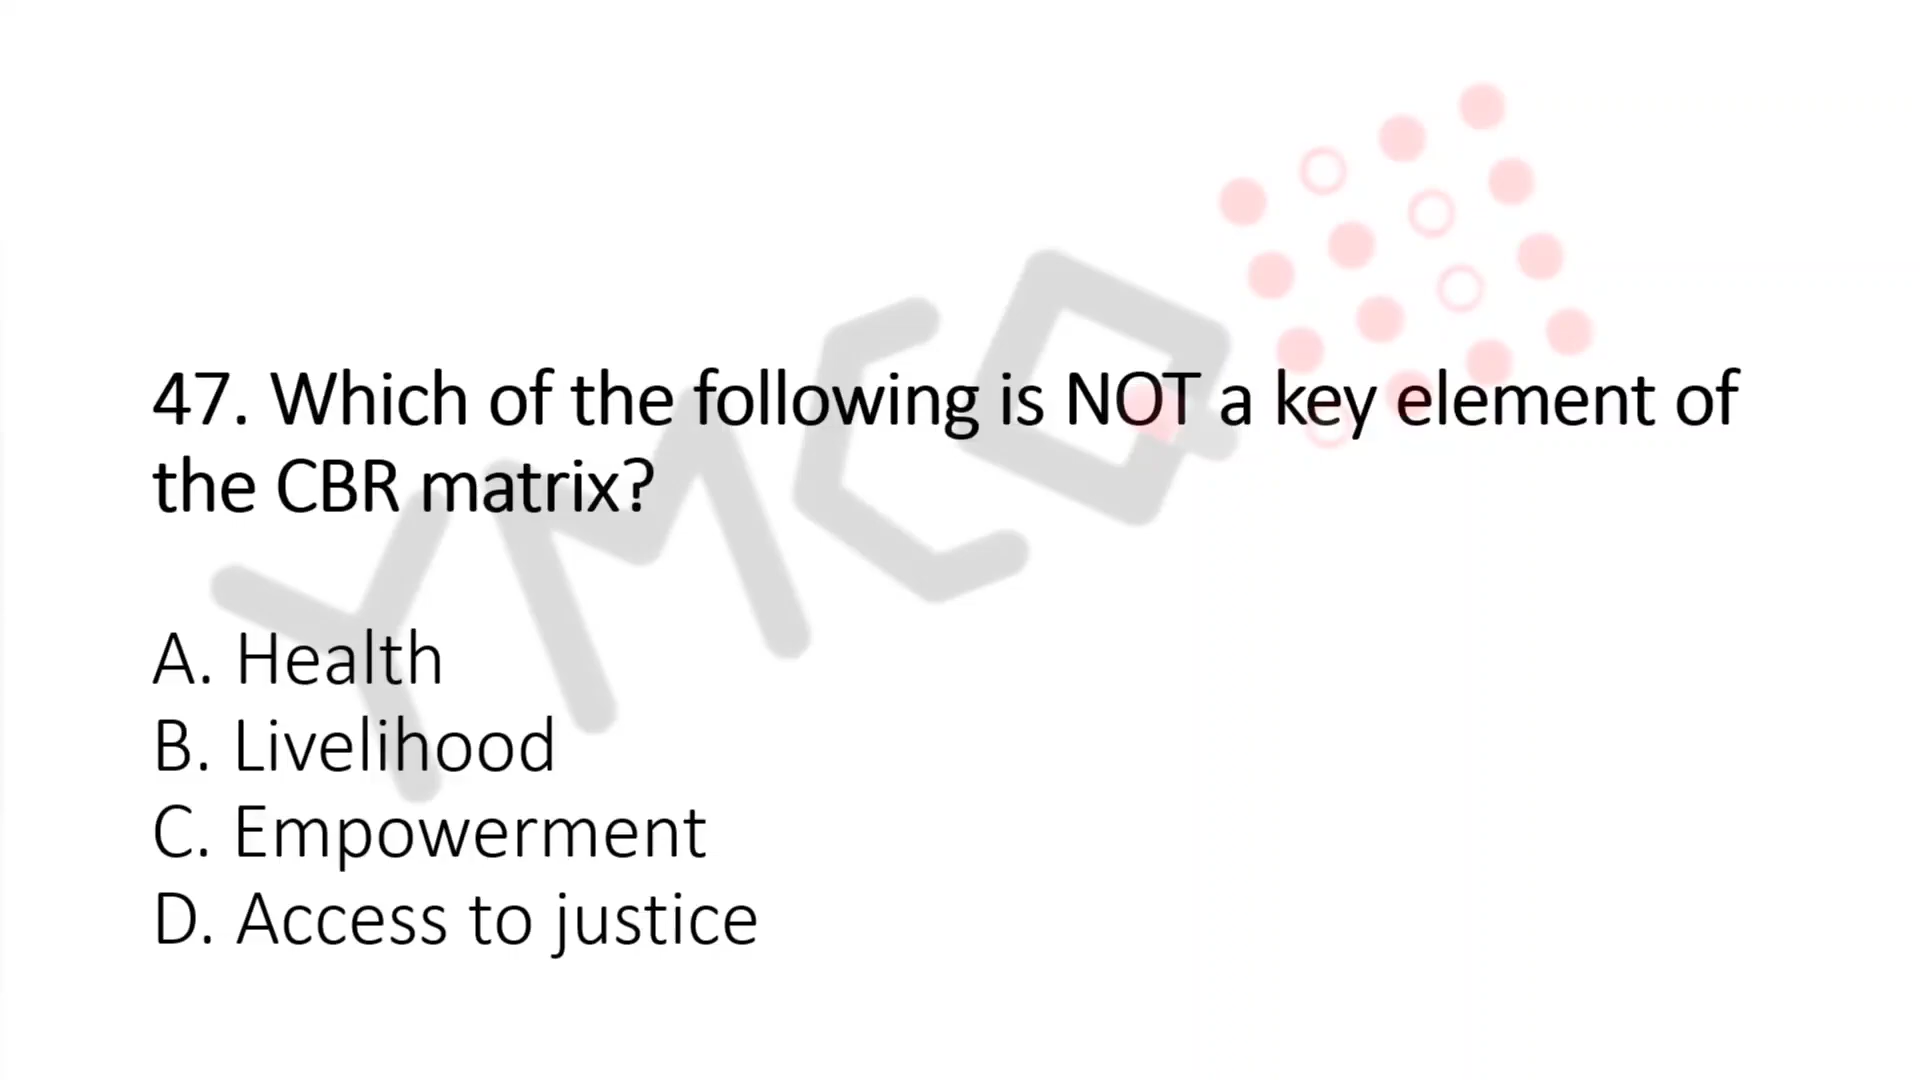 47. Which of the following is NOT a key element of
the CBR matrix?
A. Health
B. Livelihood
C. Empowerment
D. Access to justice
YMCQ